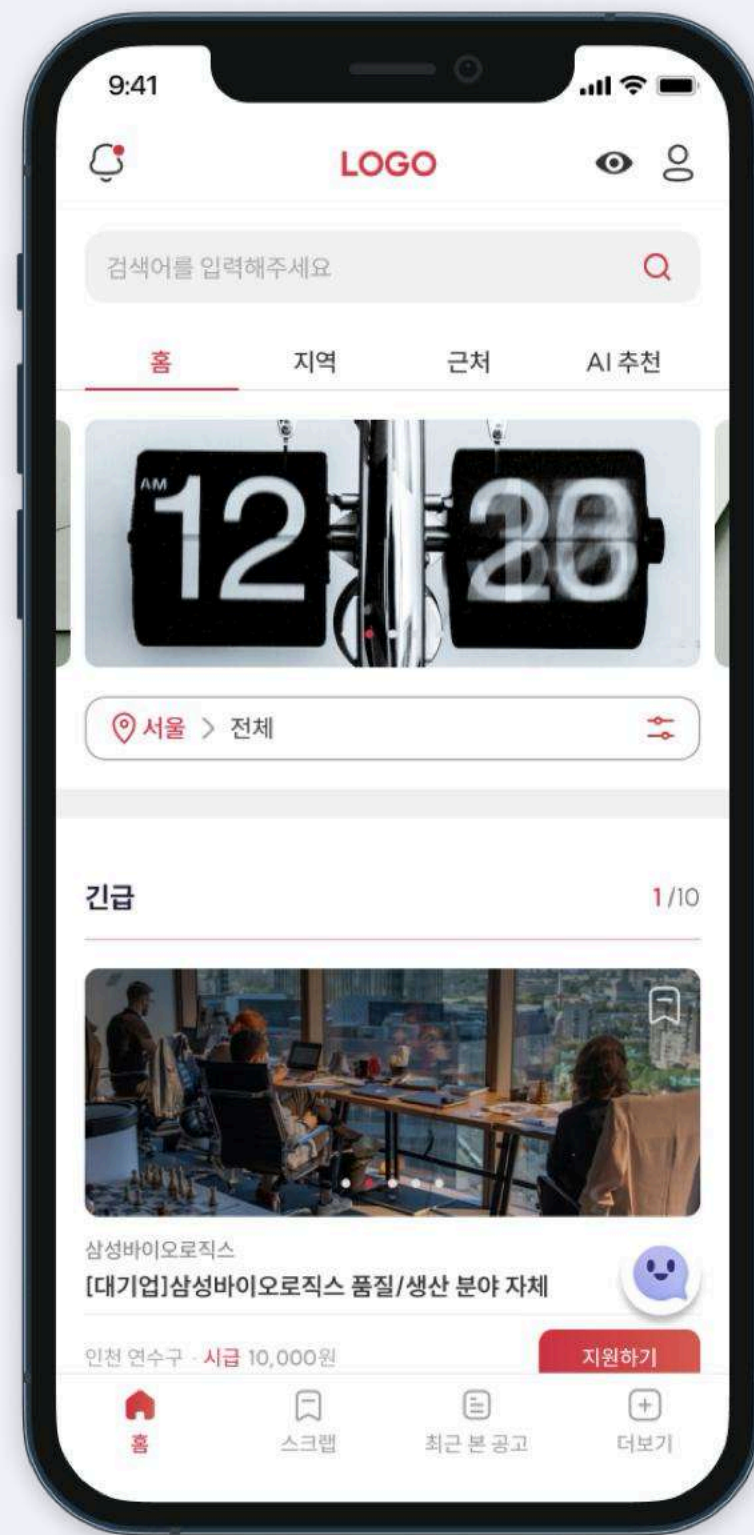 9:41
LOGO
검색어를 입력해주세요
홈 지역 근처 AI 추천
AM
12
서울 > 전체
긴급 1/10
삼성바이오로직스
[대기업]삼성바이오로직스 품질/생산 분야 자체
인천 연수구 · 시급 10,000원 지원하기
홈 스크랩 최근 본 공고 더보기